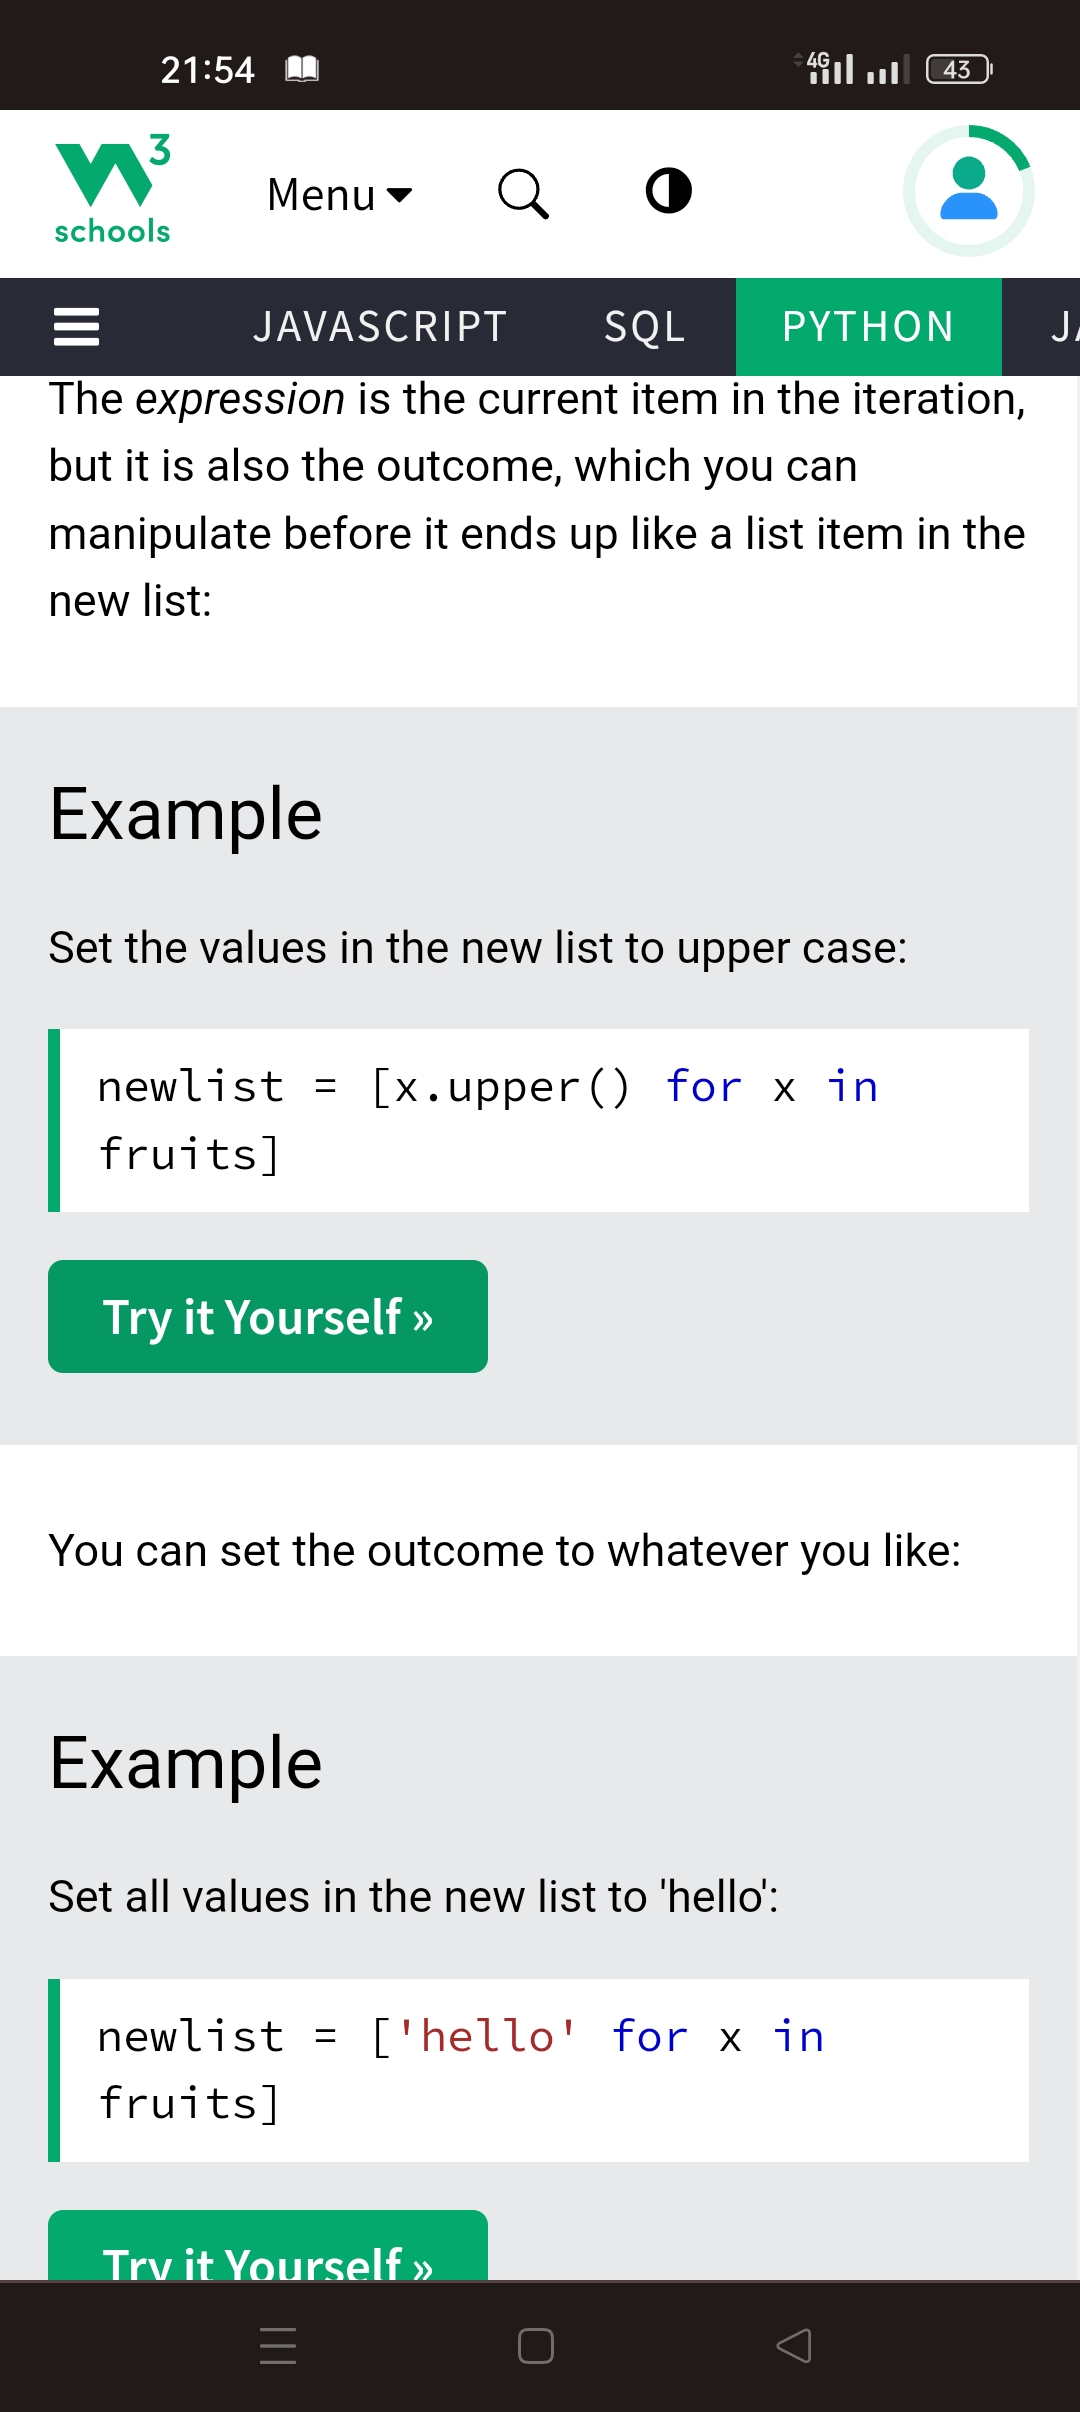 21:54
4G
43
W3
schools
Menu
JAVASCRIPT SQL PYTHON JA
The expression is the current item in the iteration,
but it is also the outcome, which you can
manipulate before it ends up like a list item in the
new list:
Example
Set the values in the new list to upper case:
newlist = [x.upper() for x in
fruits]
Try it Yourself »
You can set the outcome to whatever you like:
Example
Set all values in the new list to 'hello':
newlist = ['hello' for x in
fruits]
Try it Yourself »